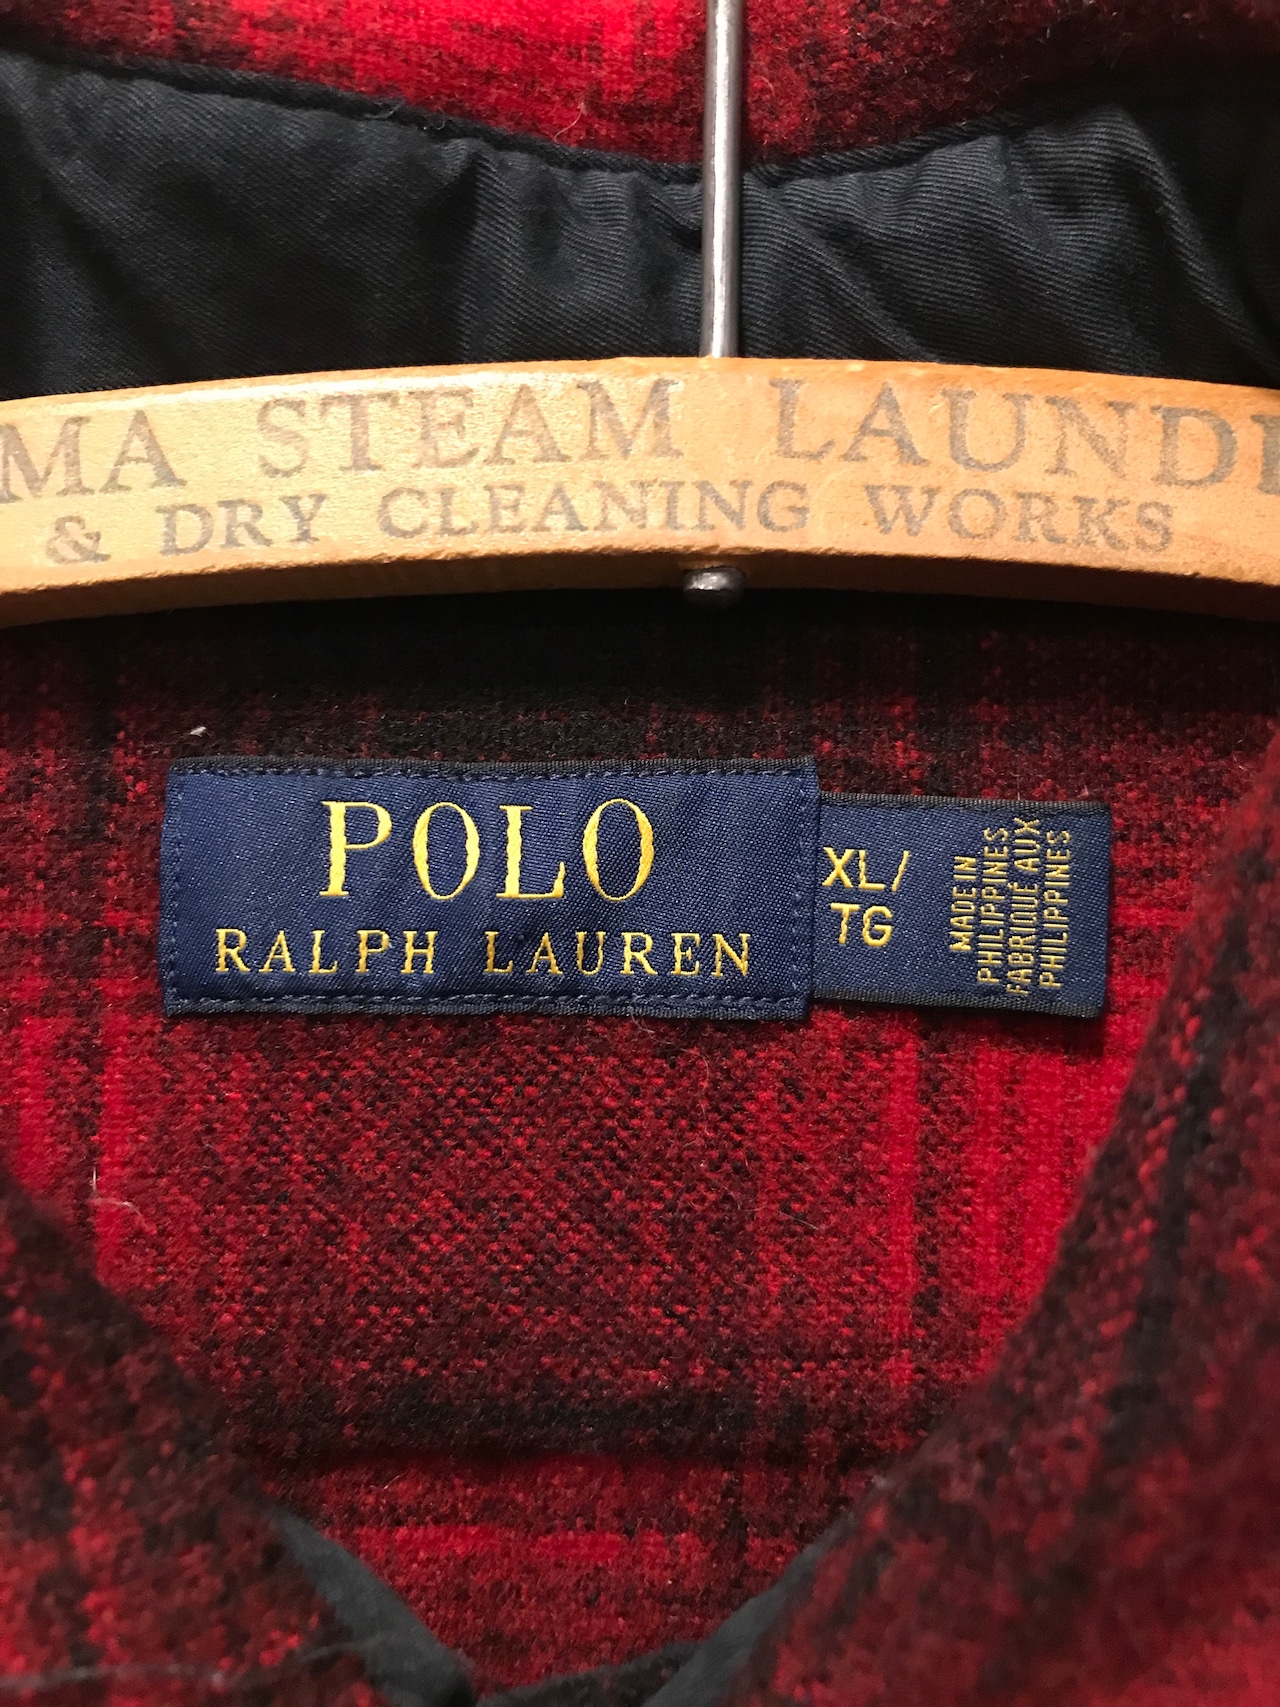 MA STEAM LAUND
& DRY CLEANING WORKS
POLO
RALPH LAUREN
XL/
TG
MADE IN
PHILIPPINES
FABRIQUÉ AUX
PHILIPPINES